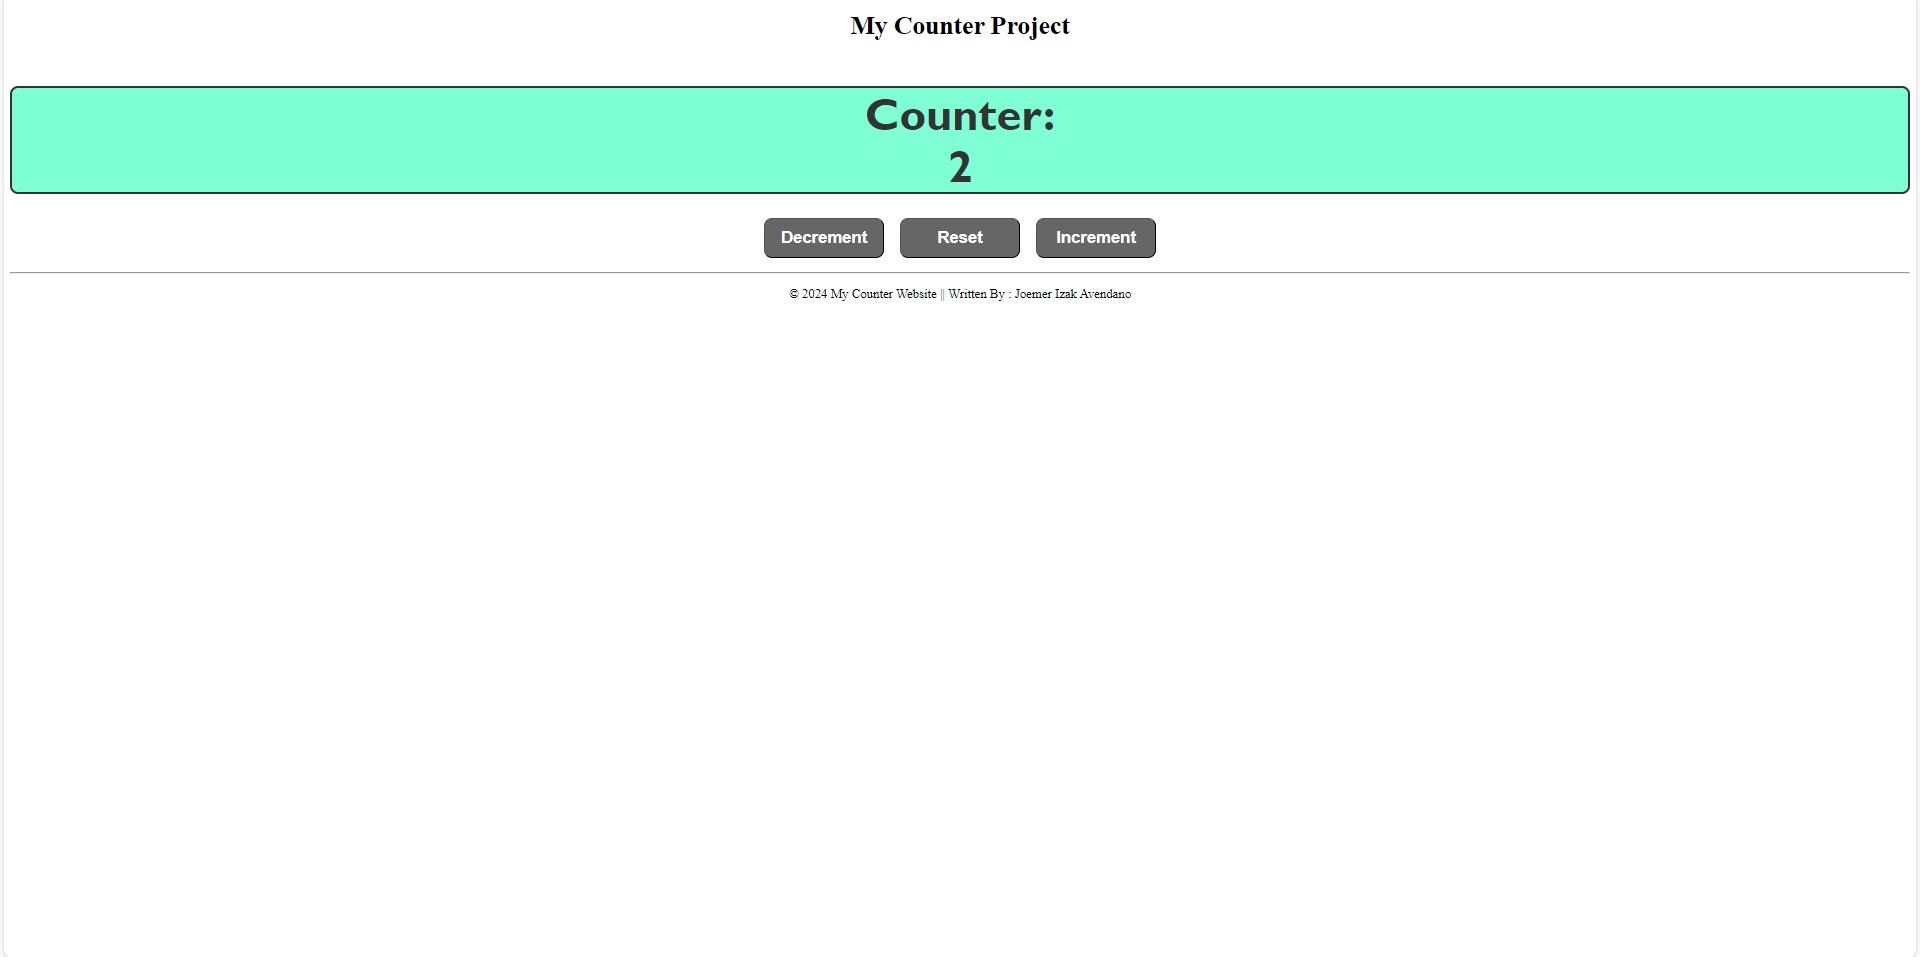 My Counter Project
Counter:
2
Decrement Reset Increment
© 2024 My Counter Website || Written By : Joemer Izak Avendano